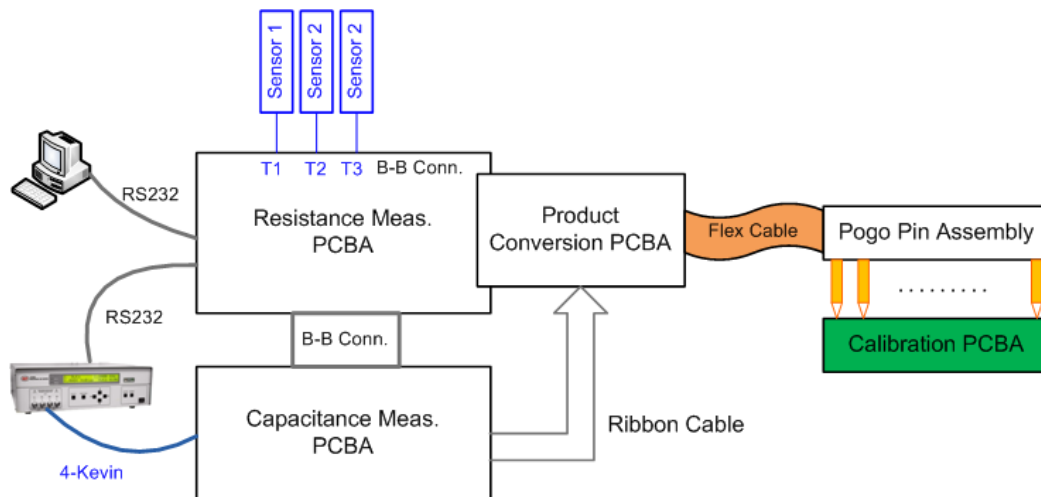 Sensor 1
Sensor 2
Sensor 2
T1
T2
T3
B-B Conn.
RS232
Resistance Meas.
PCBA
Product
Conversion PCBA
Flex Cable
Pogo Pin Assembly
.........
RS232
B-B Conn.
Calibration PCBA
Capacitance Meas.
PCBA
Ribbon Cable
4-Kevin